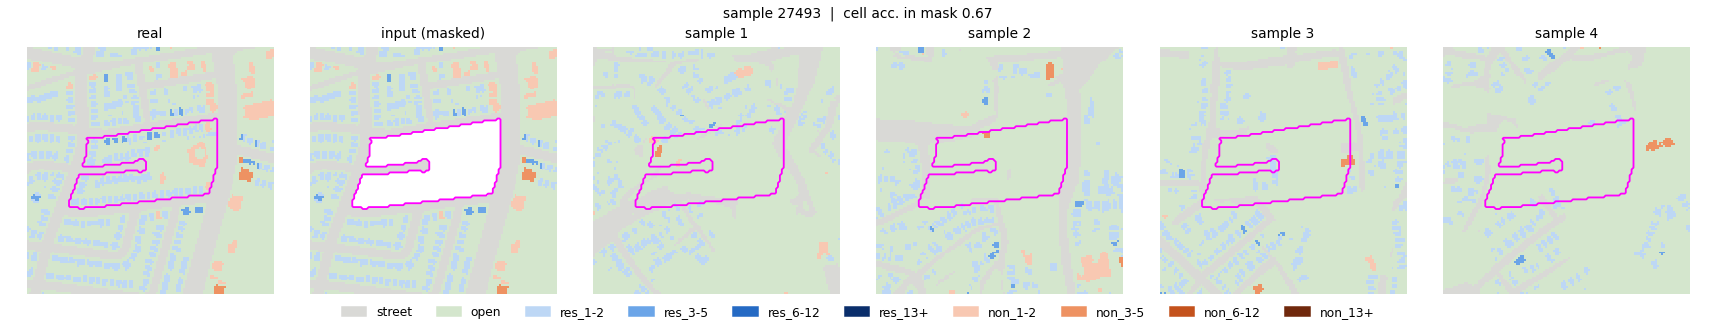 sample 27493 | cell acc. in mask 0.67
real
input (masked)
sample 1
sample 2
sample 3
sample 4
street
open
res_1-2
res_3-5
res_6-12
res_13+
non_1-2
non_3-5
non_6-12
non_13+